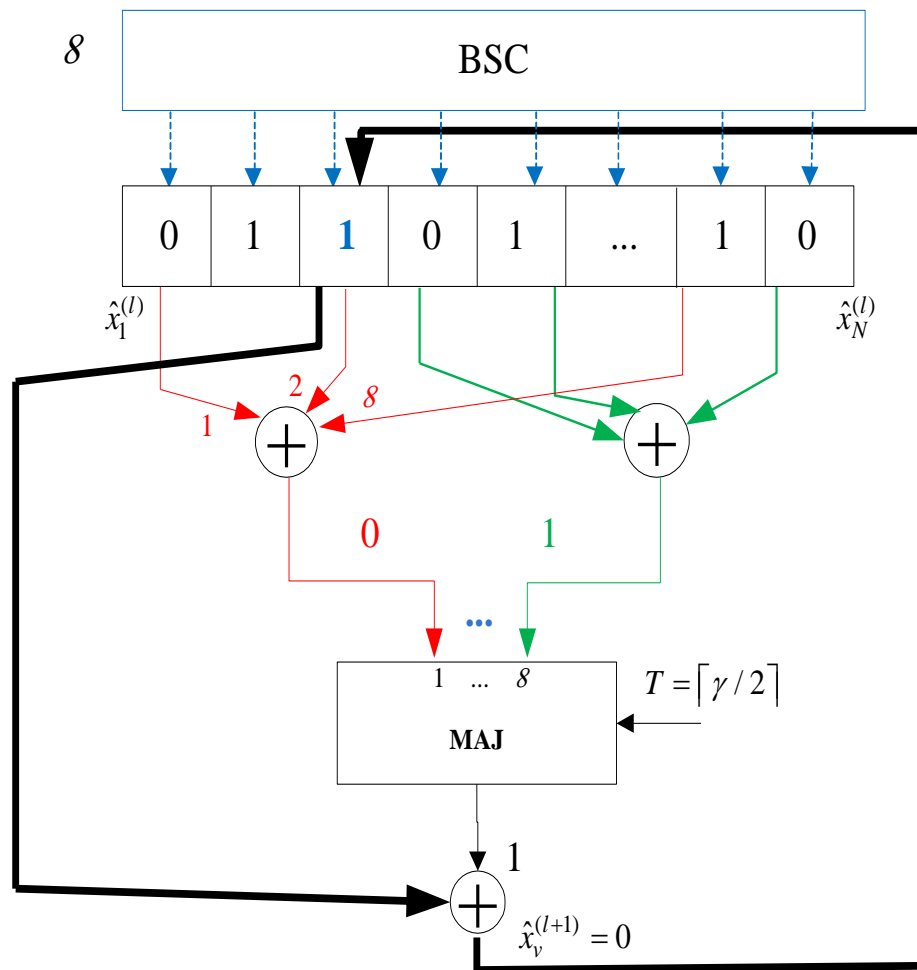 8
BSC
0 1 1 0 1 ... 1 0
x̂₁^(l) x̂_N^(l)
1 2 8
+ +
0 1
...
1 ... 8
T = ⌈γ / 2⌉
MAJ
1
+
x̂_v^(l+1) = 0